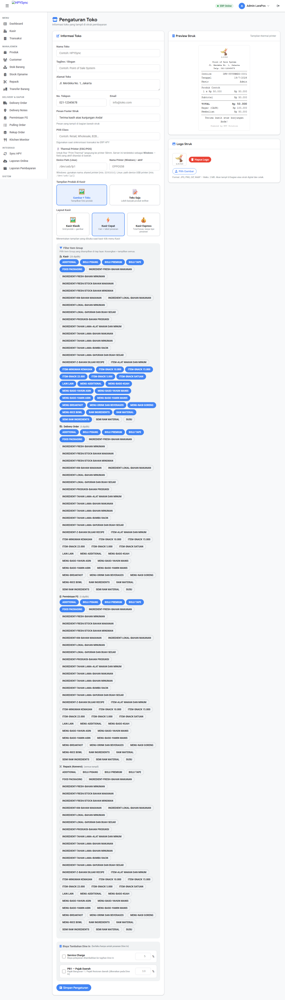 HPYSync
ERP Online
A
Admin LaraPos
MENU
Dashboard
Kasir
Transaksi
MANAJEMEN
Produk
Customer
Stok Barang
Stock Opname
Repack
Transfer Barang
DELIVERY & DAPUR
Delivery Order
Delivery Notes
Permintaan FG
Pulling Order
Rekap Order
Kitchen Monitor
INTEGRASI
Sync HPY
Laporan Online
Laporan Pembayaran
SISTEM
Pengaturan Toko
Informasi toko yang tampil di struk pembayaran
Informasi Toko
Nama Toko
Contoh: HPYSync
Tagline / Slogan
Contoh: Point of Sale System
Alamat Toko
Jl. Merdeka No. 1, Jakarta
No. Telepon Email
021-12345678 info@toko.com
Pesan Footer Struk
Terima kasih atas kunjungan Anda!
Pesan yang tampil di bagian bawah struk
POS Class
Contoh: Retail, Wholesale, B2B...
Digunakan saat sinkronisasi transaksi ke ERP HPY
Thermal Printer (ESC/POS)
Untuk fitur "Print Thermal" langsung ke printer 58mm. Server ini terdeteksi sebagai Windows —
field yang aktif ditandai di bawah.
Device Path (Linux) Nama Printer (Windows) • aktif
/dev/usb/lp1 EPPOS58
Windows: gunakan nama shared printer (mis. EPPOS58). Linux: path device USB printer (mis.
/dev/usb/lp1).
Tampilan Produk di Kasir
Gambar + Teks
Tampilkan foto produk
Teks Saja
Lebih banyak produk terlihat
Layout Kasir
Kasir Klasik
Grid produk + gambar
Kasir Cepat
Cari + tabel pesanan
Kasir Express
Total besar, tanpa tipe
pesanan
Menentukan tampilan yang dibuka saat kasir klik menu Kasir
Filter Item Group
Pilih Item Group yang ditampilkan di tiap layar. Kosongkan = tampilkan semua.
Kasir (25 dipilih)
ADDITIONAL BOLU PISANG BOLU PREMIUM BOLU TAPE
FOOD PACKAGING INGREDIENT-FRESH-BAHAN MAKANAN
INGREDIENT-FRESH-BAHAN MINUMAN
INGREDIENT-FRESH/STOCK-BAHAN MAKANAN
INGREDIENT-FRESH/STOCK-BAHAN MINUMAN
INGREDIENT-KM-BAHAN MAKANAN INGREDIENT-LOKAL-BAHAN MAKANAN
INGREDIENT-LOKAL-BAHAN MINUMAN
INGREDIENT-LOKAL-SAYURAN DAN BUAH SEGAR
INGREDIENT-PRODUKSI-BAHAN PRODUKSI
INGREDIENT-TAHAN LAMA-ALAT MAKAN DAN MINUM
INGREDIENT-TAHAN LAMA-BAHAN MAKANAN
INGREDIENT-TAHAN LAMA-BAHAN MINUMAN
INGREDIENT-TAHAN LAMA-BUMBU RACIK
INGREDIENT-TAHAN LAMA-SAYURAN DAN BUAH SEGAR
INGREDIENT-Z-BAHAN DILUAR RECIPE ITEM-ALAT MAKAN DAN MINUM
ITEM-MINUMAN KEMASAN ITEM-SNACK 10.000 ITEM-SNACK 15.000
ITEM-SNACK 23.000 ITEM-SNACK 5.000 ITEM-SNACK SATUAN
LAIN LAIN MENU-ADDITIONAL MENU-BASO-KUAH
MENU-BASO-YAHUN ASIN MENU-BASO-YAHUN MANIS
MENU-BASO-YAMIN ASIN MENU-BASO-YAMIN MANIS
MENU-BREAKFAST MENU-DRINK DAN BEVERAGES MENU-NASI GORENG
MENU-RICE BOWL RAW INGREDIENTS RAW MATERIAL
SEMI RAW INGREDIENTS SEMI RAW MATERIAL SUSU
Delivery Order (5 dipilih)
ADDITIONAL BOLU PISANG BOLU PREMIUM BOLU TAPE
FOOD PACKAGING INGREDIENT-FRESH-BAHAN MAKANAN
INGREDIENT-FRESH-BAHAN MINUMAN
INGREDIENT-FRESH/STOCK-BAHAN MAKANAN
INGREDIENT-FRESH/STOCK-BAHAN MINUMAN
INGREDIENT-KM-BAHAN MAKANAN INGREDIENT-LOKAL-BAHAN MAKANAN
INGREDIENT-LOKAL-BAHAN MINUMAN
INGREDIENT-LOKAL-SAYURAN DAN BUAH SEGAR
INGREDIENT-PRODUKSI-BAHAN PRODUKSI
INGREDIENT-TAHAN LAMA-ALAT MAKAN DAN MINUM
INGREDIENT-TAHAN LAMA-BAHAN MAKANAN
INGREDIENT-TAHAN LAMA-BAHAN MINUMAN
INGREDIENT-TAHAN LAMA-BUMBU RACIK
INGREDIENT-TAHAN LAMA-SAYURAN DAN BUAH SEGAR
INGREDIENT-Z-BAHAN DILUAR RECIPE ITEM-ALAT MAKAN DAN MINUM
ITEM-MINUMAN KEMASAN ITEM-SNACK 10.000 ITEM-SNACK 15.000
ITEM-SNACK 23.000 ITEM-SNACK 5.000 ITEM-SNACK SATUAN
LAIN LAIN MENU-ADDITIONAL MENU-BASO-KUAH
MENU-BASO-YAHUN ASIN MENU-BASO-YAHUN MANIS
MENU-BASO-YAMIN ASIN MENU-BASO-YAMIN MANIS
MENU-BREAKFAST MENU-DRINK DAN BEVERAGES MENU-NASI GORENG
MENU-RICE BOWL RAW INGREDIENTS RAW MATERIAL
SEMI RAW INGREDIENTS SEMI RAW MATERIAL SUSU
Permintaan FG (5 dipilih)
ADDITIONAL BOLU PISANG BOLU PREMIUM BOLU TAPE
FOOD PACKAGING INGREDIENT-FRESH-BAHAN MAKANAN
INGREDIENT-FRESH-BAHAN MINUMAN
INGREDIENT-FRESH/STOCK-BAHAN MAKANAN
INGREDIENT-FRESH/STOCK-BAHAN MINUMAN
INGREDIENT-KM-BAHAN MAKANAN INGREDIENT-LOKAL-BAHAN MAKANAN
INGREDIENT-LOKAL-BAHAN MINUMAN
INGREDIENT-LOKAL-SAYURAN DAN BUAH SEGAR
INGREDIENT-PRODUKSI-BAHAN PRODUKSI
INGREDIENT-TAHAN LAMA-ALAT MAKAN DAN MINUM
INGREDIENT-TAHAN LAMA-BAHAN MAKANAN
INGREDIENT-TAHAN LAMA-BAHAN MINUMAN
INGREDIENT-TAHAN LAMA-BUMBU RACIK
INGREDIENT-TAHAN LAMA-SAYURAN DAN BUAH SEGAR
INGREDIENT-Z-BAHAN DILUAR RECIPE ITEM-ALAT MAKAN DAN MINUM
ITEM-MINUMAN KEMASAN ITEM-SNACK 10.000 ITEM-SNACK 15.000
ITEM-SNACK 23.000 ITEM-SNACK 5.000 ITEM-SNACK SATUAN
LAIN LAIN MENU-ADDITIONAL MENU-BASO-KUAH
MENU-BASO-YAHUN ASIN MENU-BASO-YAHUN MANIS
MENU-BASO-YAMIN ASIN MENU-BASO-YAMIN MANIS
MENU-BREAKFAST MENU-DRINK DAN BEVERAGES MENU-NASI GORENG
MENU-RICE BOWL RAW INGREDIENTS RAW MATERIAL
SEMI RAW INGREDIENTS SEMI RAW MATERIAL SUSU
Repack (Konversi) (semua tampil)
ADDITIONAL BOLU PISANG BOLU PREMIUM BOLU TAPE
FOOD PACKAGING INGREDIENT-FRESH-BAHAN MAKANAN
INGREDIENT-FRESH-BAHAN MINUMAN
INGREDIENT-FRESH/STOCK-BAHAN MAKANAN
INGREDIENT-FRESH/STOCK-BAHAN MINUMAN
INGREDIENT-KM-BAHAN MAKANAN INGREDIENT-LOKAL-BAHAN MAKANAN
INGREDIENT-LOKAL-BAHAN MINUMAN
INGREDIENT-LOKAL-SAYURAN DAN BUAH SEGAR
INGREDIENT-PRODUKSI-BAHAN PRODUKSI
INGREDIENT-TAHAN LAMA-ALAT MAKAN DAN MINUM
INGREDIENT-TAHAN LAMA-BAHAN MAKANAN
INGREDIENT-TAHAN LAMA-BAHAN MINUMAN
INGREDIENT-TAHAN LAMA-BUMBU RACIK
INGREDIENT-TAHAN LAMA-SAYURAN DAN BUAH SEGAR
INGREDIENT-Z-BAHAN DILUAR RECIPE ITEM-ALAT MAKAN DAN MINUM
ITEM-MINUMAN KEMASAN ITEM-SNACK 10.000 ITEM-SNACK 15.000
ITEM-SNACK 23.000 ITEM-SNACK 5.000 ITEM-SNACK SATUAN
LAIN LAIN MENU-ADDITIONAL MENU-BASO-KUAH
MENU-BASO-YAHUN ASIN MENU-BASO-YAHUN MANIS
MENU-BASO-YAMIN ASIN MENU-BASO-YAMIN MANIS
MENU-BREAKFAST MENU-DRINK DAN BEVERAGES MENU-NASI GORENG
MENU-RICE BOWL RAW INGREDIENTS RAW MATERIAL
SEMI RAW INGREDIENTS SEMI RAW MATERIAL SUSU
Biaya Tambahan Dine In (berlaku hanya untuk pesanan Dine In)
Service Charge
Biaya pelayanan ditambahkan ke tagihan Dine In
5 %
PB1 — Pajak Daerah
Pajak Bangunan 1 / Pajak Restoran daerah (dikenakan pada Dine
In)
10 %
Simpan Pengaturan
Preview Struk
Tampilan thermal printer
Point of Sale System
Jl. Merdeka No. 1, Jakarta
Telp: 021-12345678
Invoice INV-YYYYMMDD-0001
Tanggal 19/7/2026
Kasir Admin
Produk Contoh
1 x Rp 50.000 Rp 50.000
Subtotal Rp 50.000
TOTAL Rp 50.000
Bayar (CASH) Rp 100.000
Kembalian Rp 50.000
Terima kasih atas kunjungan
Anda!
Powered by HPY Solution
Logo Struk
Hapus Logo
Pilih Gambar
Format: JPG, PNG, GIF, WebP — Maks. 2 MB. Akan tampil di bagian atas struk digital dan cetak.